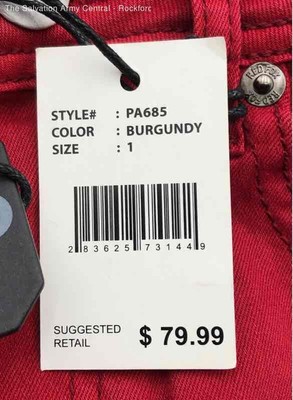 The Salvation Army Central - Rockford
STYLE# : PA685
COLOR : BURGUNDY
SIZE : 1
2 83625 73144 9
SUGGESTED
RETAIL
$ 79.99